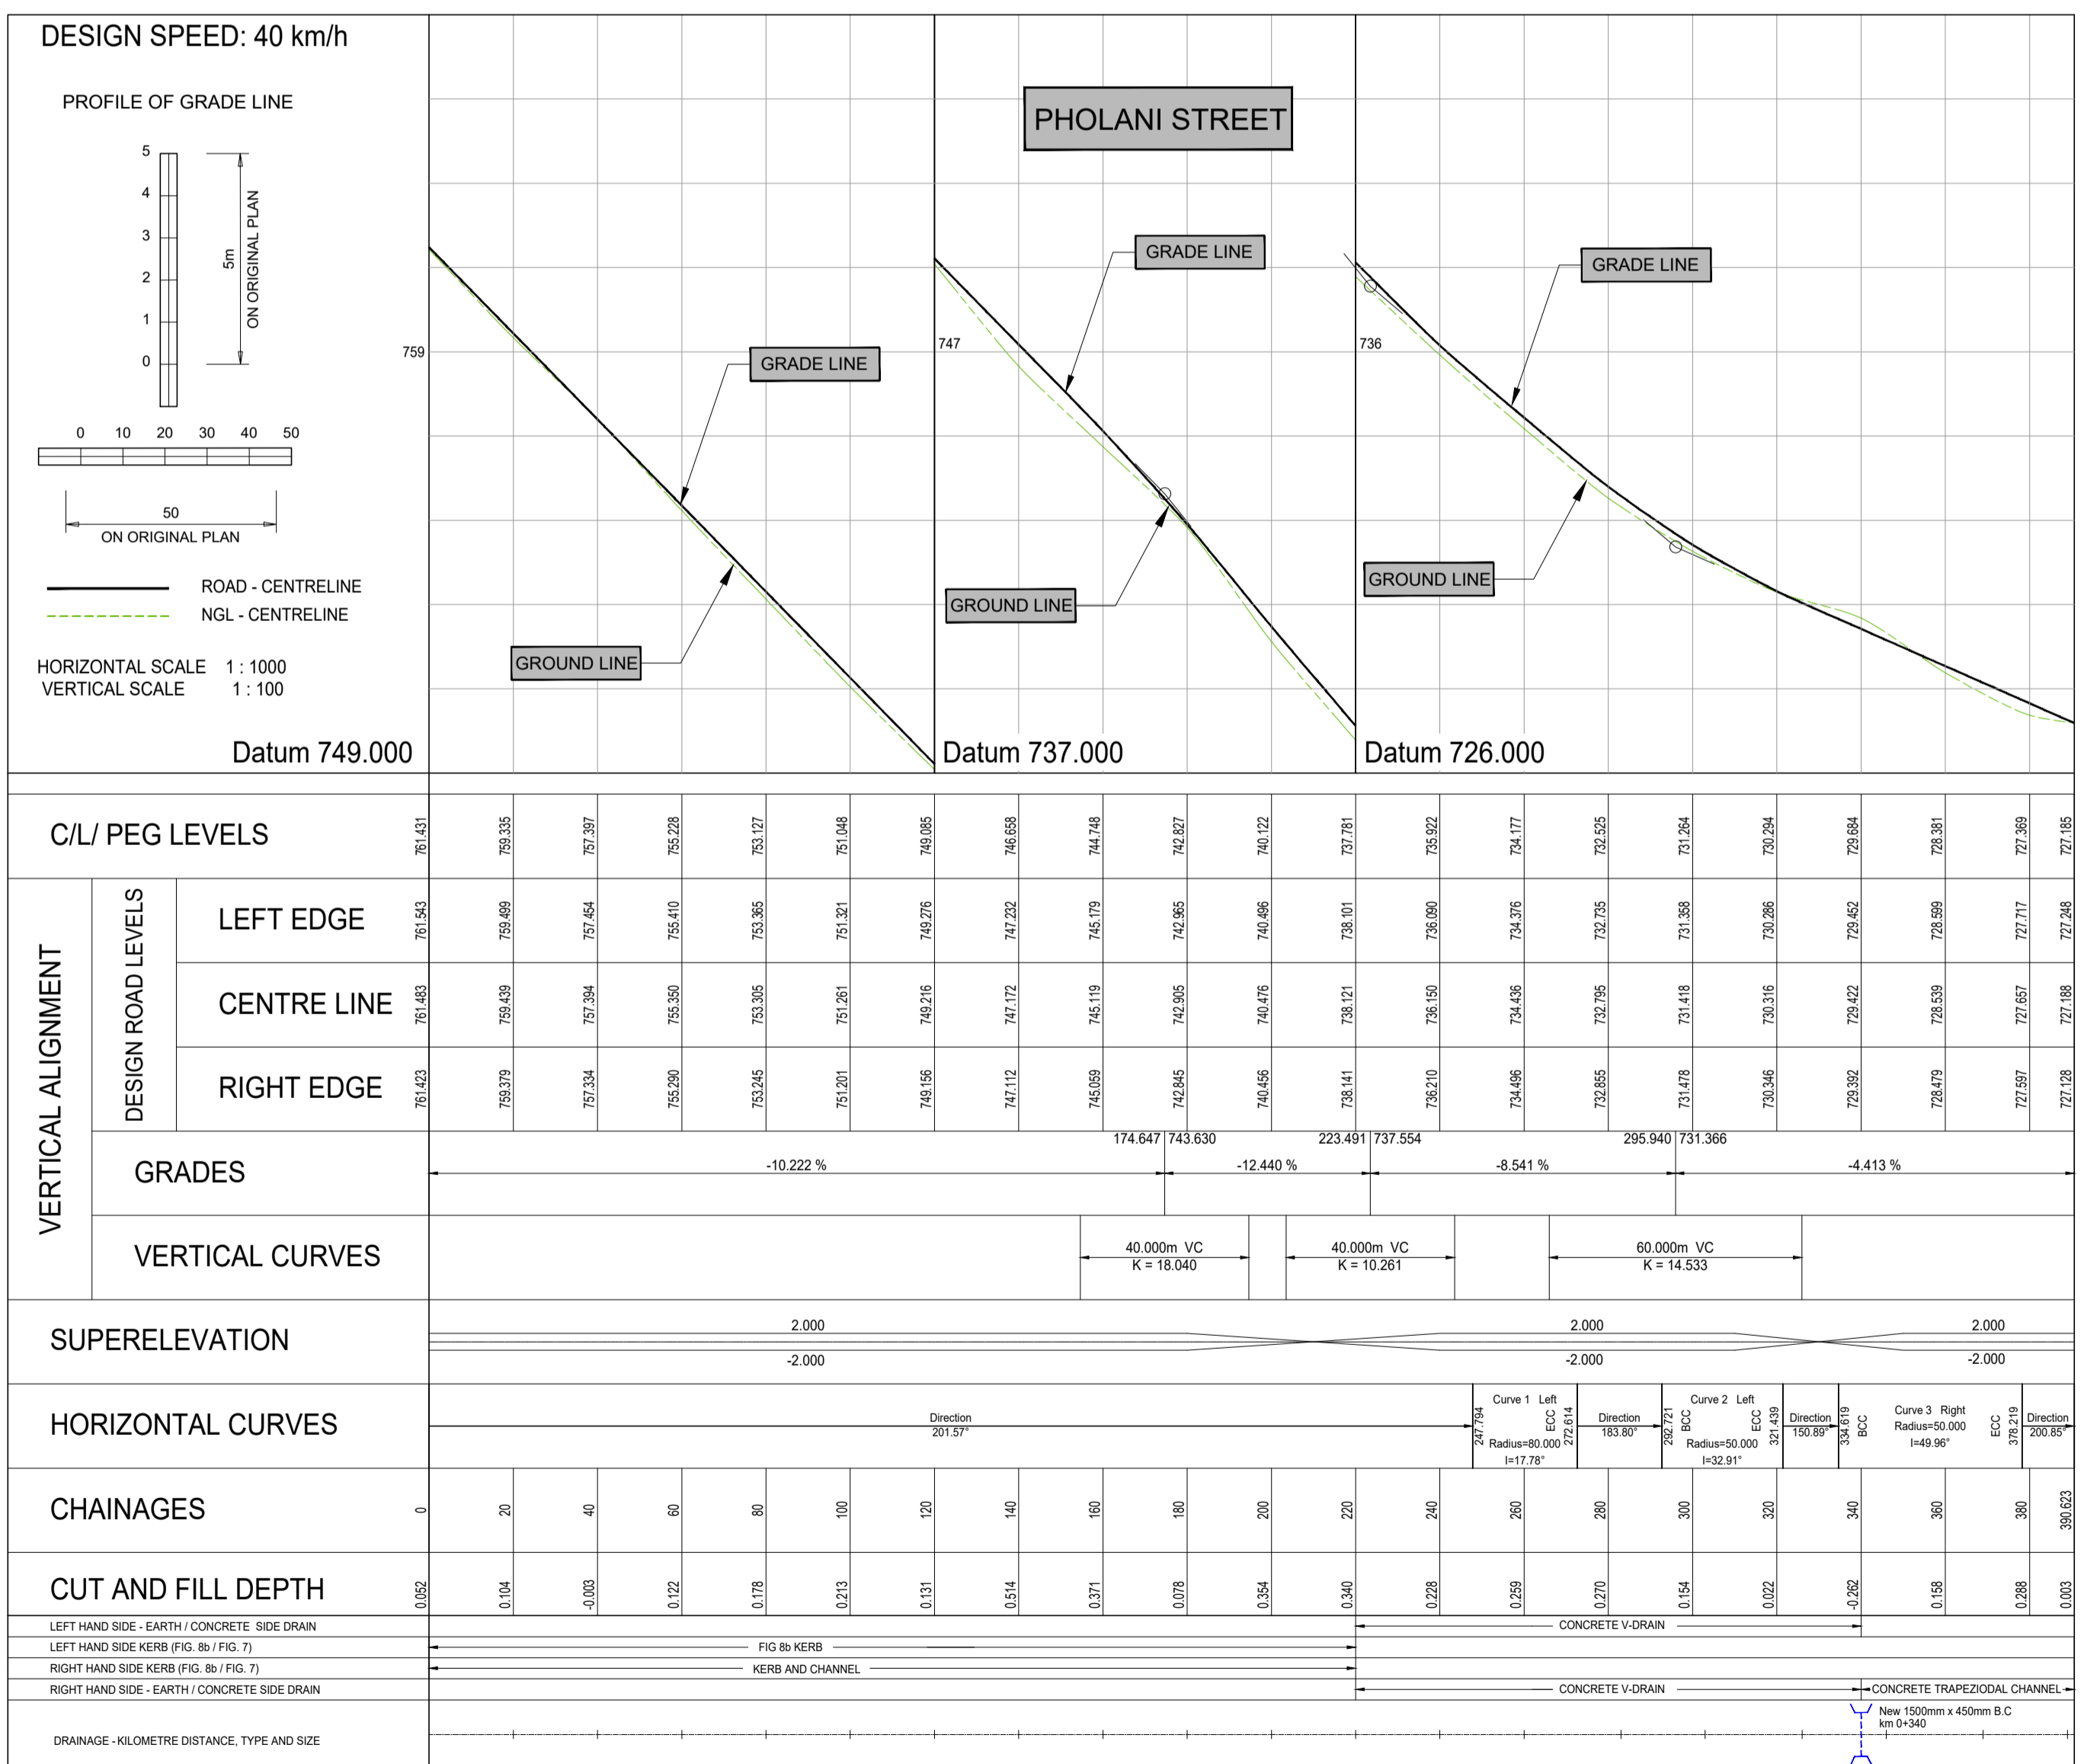 DESIGN SPEED: 40 km/h
PROFILE OF GRADE LINE
5
4
3
2
1
0
5m
ON ORIGINAL PLAN
0 10 20 30 40 50
50
ON ORIGINAL PLAN
ROAD - CENTRELINE
NGL - CENTRELINE
HORIZONTAL SCALE 1 : 1000
VERTICAL SCALE 1 : 100
PHOLANI STREET
GRADE LINE
GRADE LINE
GRADE LINE
759
747
736
GROUND LINE
GROUND LINE
GROUND LINE
Datum 749.000
Datum 737.000
Datum 726.000
C/L/ PEG LEVELS
761.431 759.335 757.397 755.228 753.127 751.048 749.085 746.658 744.748 742.827 740.122 737.781 735.922 734.177 732.525 731.264 730.294 729.684 728.381 727.369 727.185
VERTICAL ALIGNMENT
DESIGN ROAD LEVELS
LEFT EDGE
761.543 759.499 757.454 755.410 753.365 751.321 749.276 747.232 745.179 742.965 740.496 738.101 736.090 734.376 732.735 731.358 730.286 729.452 728.599 727.717 727.248
CENTRE LINE
761.483 759.439 757.394 755.350 753.305 751.261 749.216 747.172 745.119 742.905 740.476 738.121 736.150 734.436 732.795 731.418 730.316 729.422 728.539 727.657 727.188
RIGHT EDGE
761.423 759.379 757.334 755.290 753.245 751.201 749.156 747.112 745.059 742.845 740.456 738.141 736.210 734.496 732.855 731.478 730.346 729.392 728.479 727.597 727.128
GRADES
174.647 743.630 223.491 737.554 295.940 731.366
-10.222 % -12.440 % -8.541 % -4.413 %
VERTICAL CURVES
40.000m VC 40.000m VC 60.000m VC
K = 18.040 K = 10.261 K = 14.533
SUPERELEVATION
2.000 2.000 2.000
-2.000 -2.000 -2.000
HORIZONTAL CURVES
Direction
201.57°
247.794
Curve 1 Left
Radius=80.000
I=17.78°
ECC
272.614
Direction
183.80°
292.721
BCC
Curve 2 Left
Radius=50.000
I=32.91°
ECC
321.439
Direction
150.89°
334.619
BCC
Curve 3 Right
Radius=50.000
I=49.96°
ECC
378.219
Direction
200.85°
CHAINAGES
0 20 40 60 80 100 120 140 160 180 200 220 240 260 280 300 320 340 360 380 390.623
CUT AND FILL DEPTH
0.052 0.104 -0.003 0.122 0.178 0.213 0.131 0.514 0.371 0.078 0.354 0.340 0.228 0.259 0.270 0.154 0.022 -0.262 0.158 0.288 0.003
LEFT HAND SIDE - EARTH / CONCRETE SIDE DRAIN
CONCRETE V-DRAIN
LEFT HAND SIDE KERB (FIG. 8b / FIG. 7)
FIG 8b KERB
RIGHT HAND SIDE KERB (FIG. 8b / FIG. 7)
KERB AND CHANNEL
RIGHT HAND SIDE - EARTH / CONCRETE SIDE DRAIN
CONCRETE V-DRAIN
CONCRETE TRAPEZIODAL CHANNEL
DRAINAGE - KILOMETRE DISTANCE, TYPE AND SIZE
New 1500mm x 450mm B.C
km 0+340